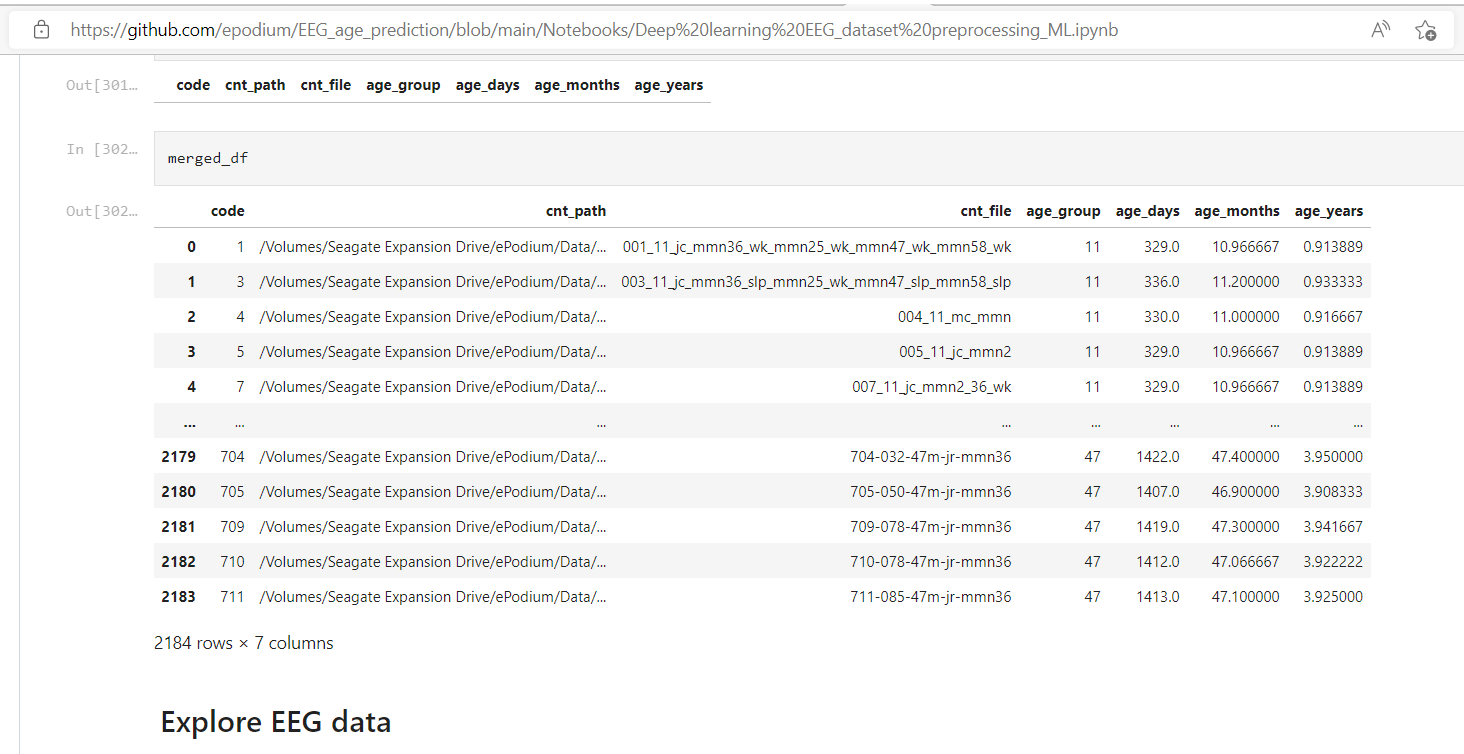 https://github.com/epodium/EEG_age_prediction/blob/main/Notebooks/Deep%20learning%20EEG_dataset%20preprocessing_ML.ipynb
Out[301…
code cnt_path cnt_file age_group age_days age_months age_years
In [302…
merged_df
Out[302…
code cnt_path cnt_file age_group age_days age_months age_years
0 1 /Volumes/Seagate Expansion Drive/ePodium/Data/... 001_11_jc_mmn36_wk_mmn25_wk_mmn47_wk_mmn58_wk 11 329.0 10.966667 0.913889
1 3 /Volumes/Seagate Expansion Drive/ePodium/Data/... 003_11_jc_mmn36_slp_mmn25_wk_mmn47_slp_mmn58_slp 11 336.0 11.200000 0.933333
2 4 /Volumes/Seagate Expansion Drive/ePodium/Data/... 004_11_mc_mmn 11 330.0 11.000000 0.916667
3 5 /Volumes/Seagate Expansion Drive/ePodium/Data/... 005_11_jc_mmn2 11 329.0 10.966667 0.913889
4 7 /Volumes/Seagate Expansion Drive/ePodium/Data/... 007_11_jc_mmn2_36_wk 11 329.0 10.966667 0.913889
... ... ... ... ... ... ... ...
2179 704 /Volumes/Seagate Expansion Drive/ePodium/Data/... 704-032-47m-jr-mmn36 47 1422.0 47.400000 3.950000
2180 705 /Volumes/Seagate Expansion Drive/ePodium/Data/... 705-050-47m-jr-mmn36 47 1407.0 46.900000 3.908333
2181 709 /Volumes/Seagate Expansion Drive/ePodium/Data/... 709-078-47m-jr-mmn36 47 1419.0 47.300000 3.941667
2182 710 /Volumes/Seagate Expansion Drive/ePodium/Data/... 710-078-47m-jr-mmn36 47 1412.0 47.066667 3.922222
2183 711 /Volumes/Seagate Expansion Drive/ePodium/Data/... 711-085-47m-jr-mmn36 47 1413.0 47.100000 3.925000
2184 rows × 7 columns
Explore EEG data